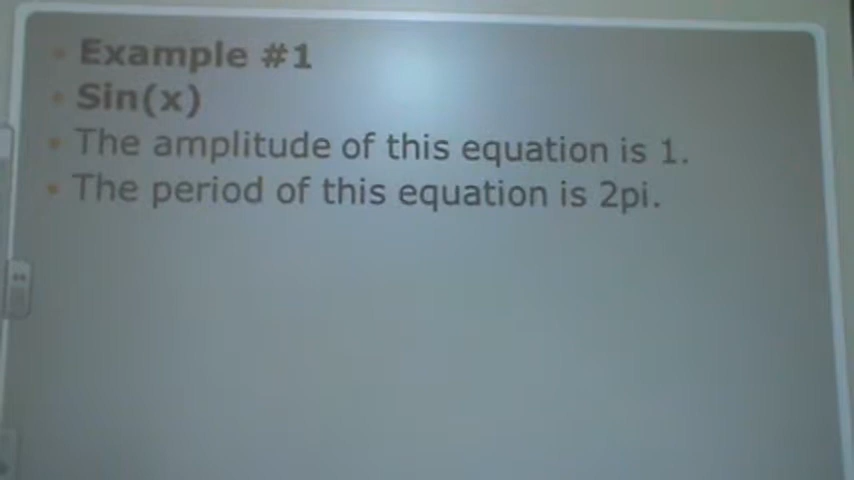 Example #1
Sin(x)
The amplitude of this equation is 1.
The period of this equation is 2pi.